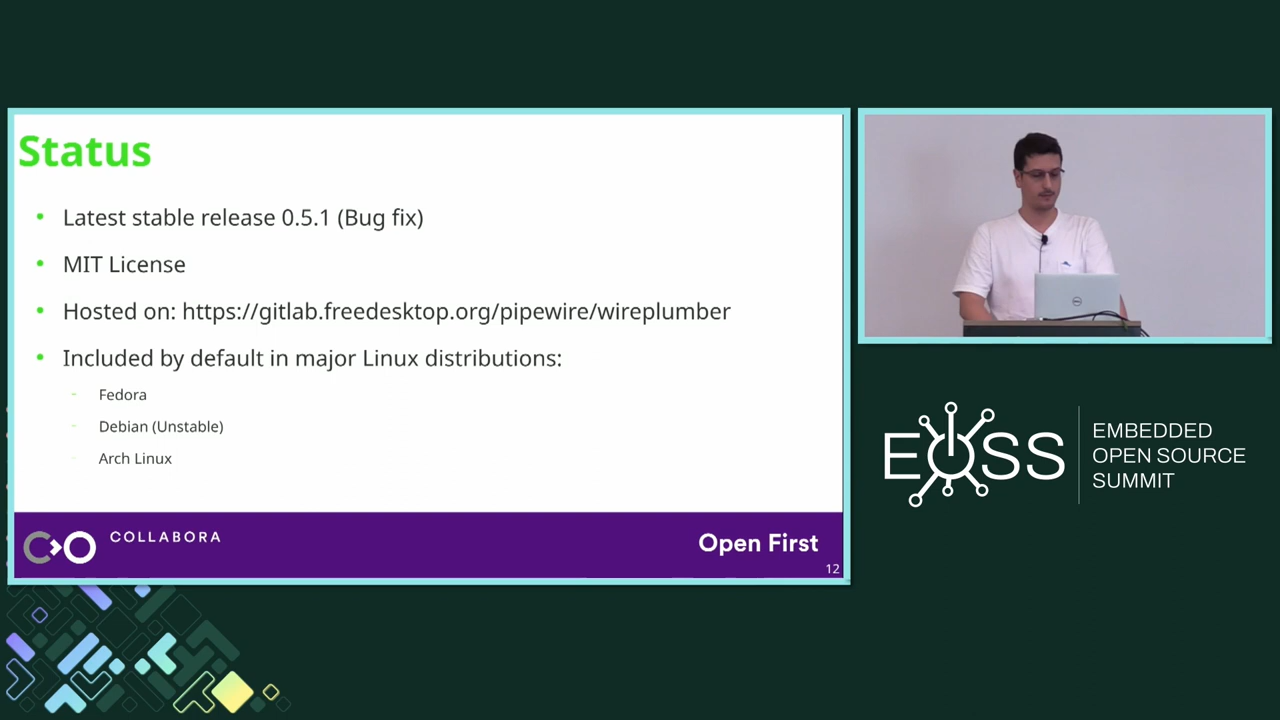 Status
• Latest stable release 0.5.1 (Bug fix)
• MIT License
• Hosted on: https://gitlab.freedesktop.org/pipewire/wireplumber
• Included by default in major Linux distributions:
- Fedora
- Debian (Unstable)
- Arch Linux
COLLABORA
Open First
12
EOSS
EMBEDDED
OPEN SOURCE
SUMMIT
DELL